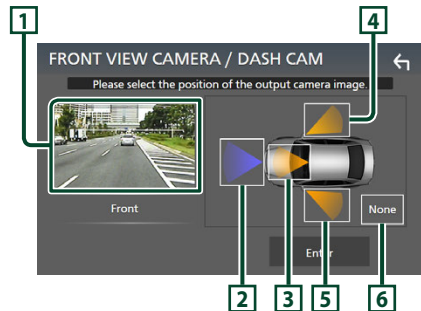 1
4
FRONT VIEW CAMERA / DASH CAM
Please select the position of the output camera image.
Front
None
Enter
2
3
5
6